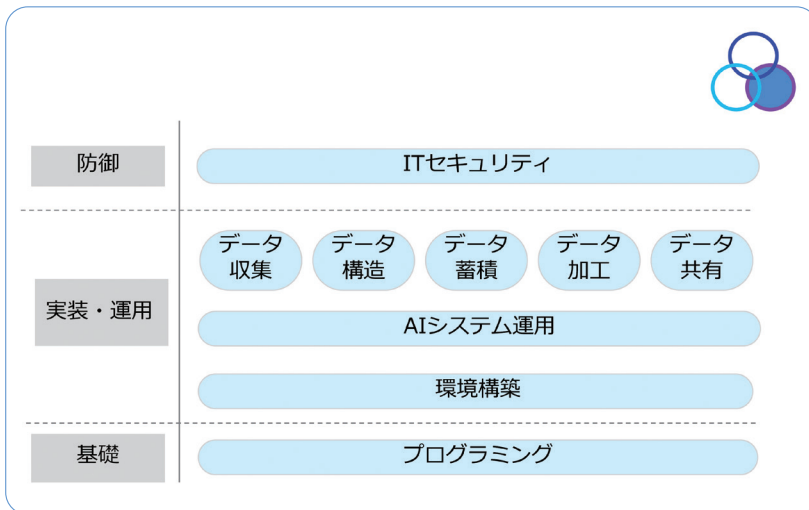 防御
ITセキュリティ
データ
収集
データ
構造
データ
蓄積
データ
加工
データ
共有
実装・運用
AIシステム運用
環境構築
基礎
プログラミング